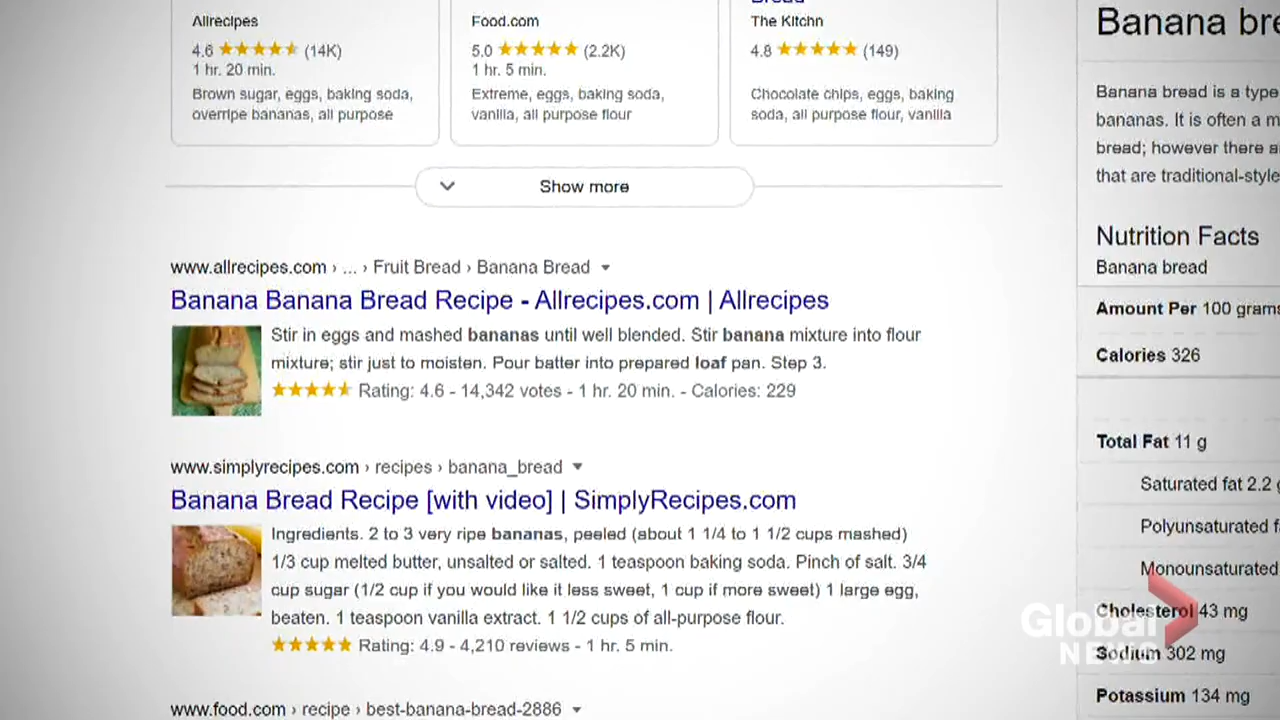 Bread
Allrecipes
4.6 (14K)
1 hr. 20 min.
Brown sugar, eggs, baking soda,
overripe bananas, all purpose
Food.com
5.0 (2.2K)
1 hr. 5 min.
Extreme, eggs, baking soda,
vanilla, all purpose flour
The Kitchn
4.8 (149)
Chocolate chips, eggs, baking
soda, all purpose flour, vanilla
Show more
www.allrecipes.com › ... › Fruit Bread › Banana Bread
Banana Banana Bread Recipe - Allrecipes.com | Allrecipes
Stir in eggs and mashed bananas until well blended. Stir banana mixture into flour
mixture; stir just to moisten. Pour batter into prepared loaf pan. Step 3.
Rating: 4.6 - 14,342 votes - 1 hr. 20 min. - Calories: 229
www.simplyrecipes.com › recipes › banana_bread
Banana Bread Recipe [with video] | SimplyRecipes.com
Ingredients. 2 to 3 very ripe bananas, peeled (about 1 1/4 to 1 1/2 cups mashed)
1/3 cup melted butter, unsalted or salted. 1 teaspoon baking soda. Pinch of salt. 3/4
cup sugar (1/2 cup if you would like it less sweet, 1 cup if more sweet) 1 large egg,
beaten. 1 teaspoon vanilla extract. 1 1/2 cups of all-purpose flour.
Rating: 4.9 - 4,210 reviews - 1 hr. 5 min.
www.food.com › recipe › best-banana-bread-2886
Banana bre
Banana bread is a type
bananas. It is often a m
bread; however there a
that are traditional-style
Nutrition Facts
Banana bread
Amount Per 100 grams
Calories 326
Total Fat 11 g
Saturated fat 2.2 g
Polyunsaturated f
Monounsaturated
Cholesterol 43 mg
Sodium 302 mg
Potassium 134 mg
Global
NEWS